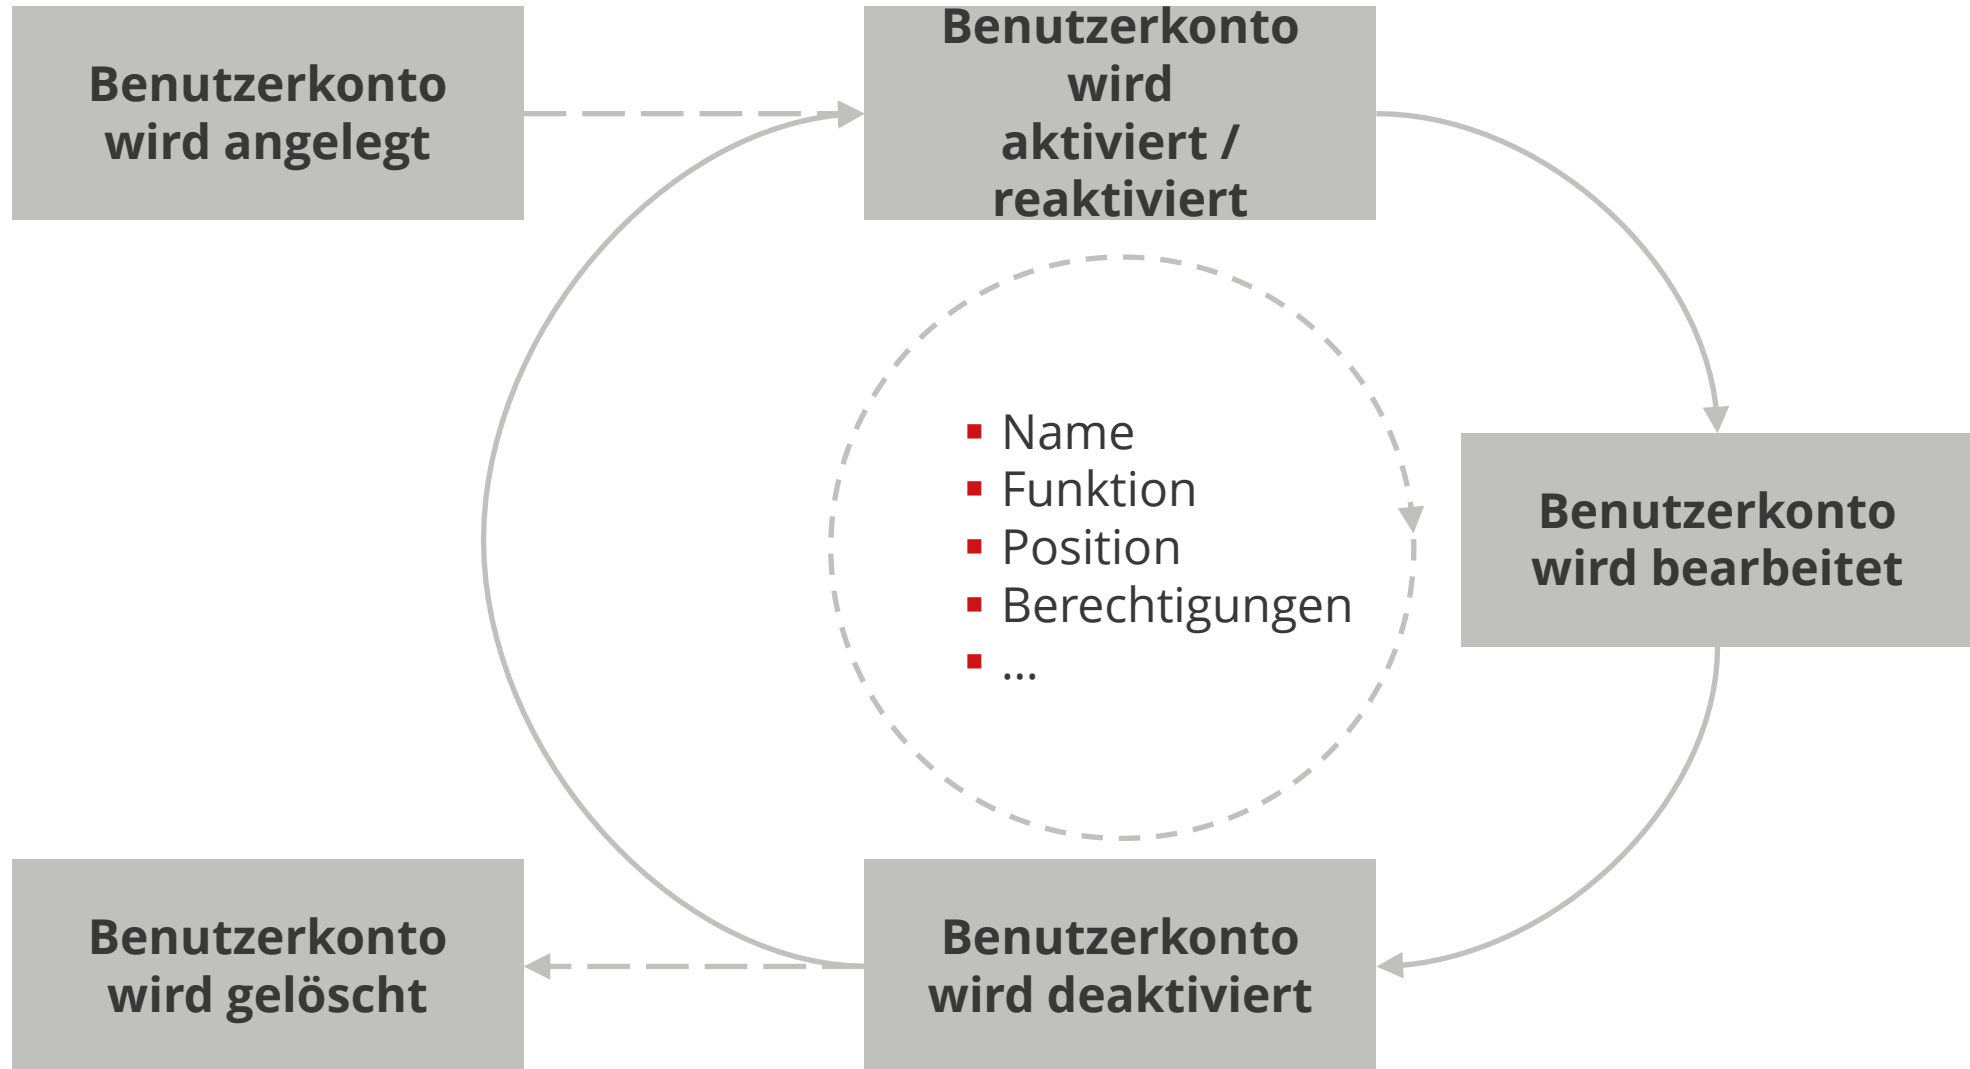 Benutzerkonto
wird angelegt
Benutzerkonto
wird
aktiviert /
reaktiviert
Name
Funktion
Position
Berechtigungen
...
Benutzerkonto
wird bearbeitet
Benutzerkonto
wird gelöscht
Benutzerkonto
wird deaktiviert